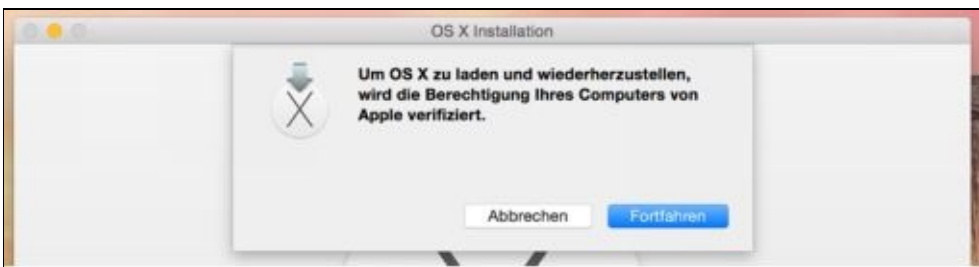 OS X Installation
Um OS X zu laden und wiederherzustellen,
wird die Berechtigung Ihres Computers von
Apple verifiziert.
Abbrechen
Fortfahren